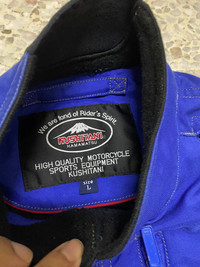 We are fond of Rider's Spirit.
KUSHITANI
HAMAMATSU
HIGH QUALITY MOTORCYCLE
SPORTS EQUIPMENT
KUSHITANI
SIZE
L